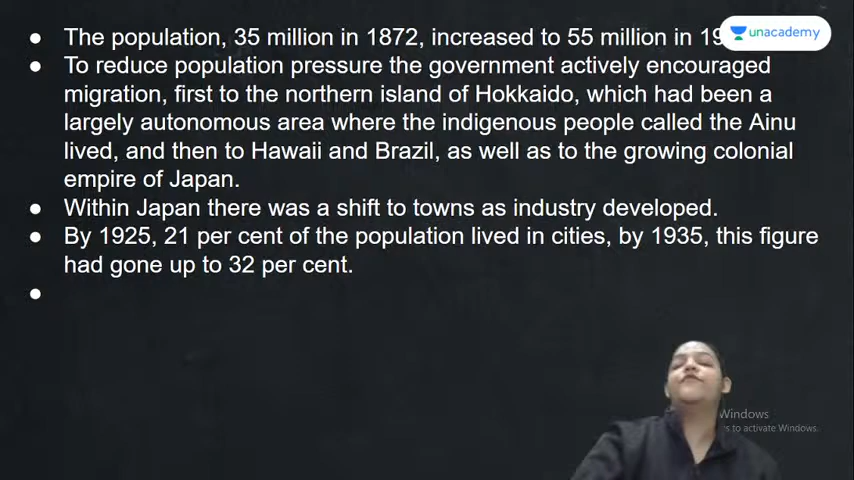 ● The population, 35 million in 1872, increased to 55 million in 19
unacademy
● To reduce population pressure the government actively encouraged
migration, first to the northern island of Hokkaido, which had been a
largely autonomous area where the indigenous people called the Ainu
lived, and then to Hawaii and Brazil, as well as to the growing colonial
empire of Japan.
● Within Japan there was a shift to towns as industry developed.
● By 1925, 21 per cent of the population lived in cities, by 1935, this figure
had gone up to 32 per cent.
●
Windows
to activate Windows.